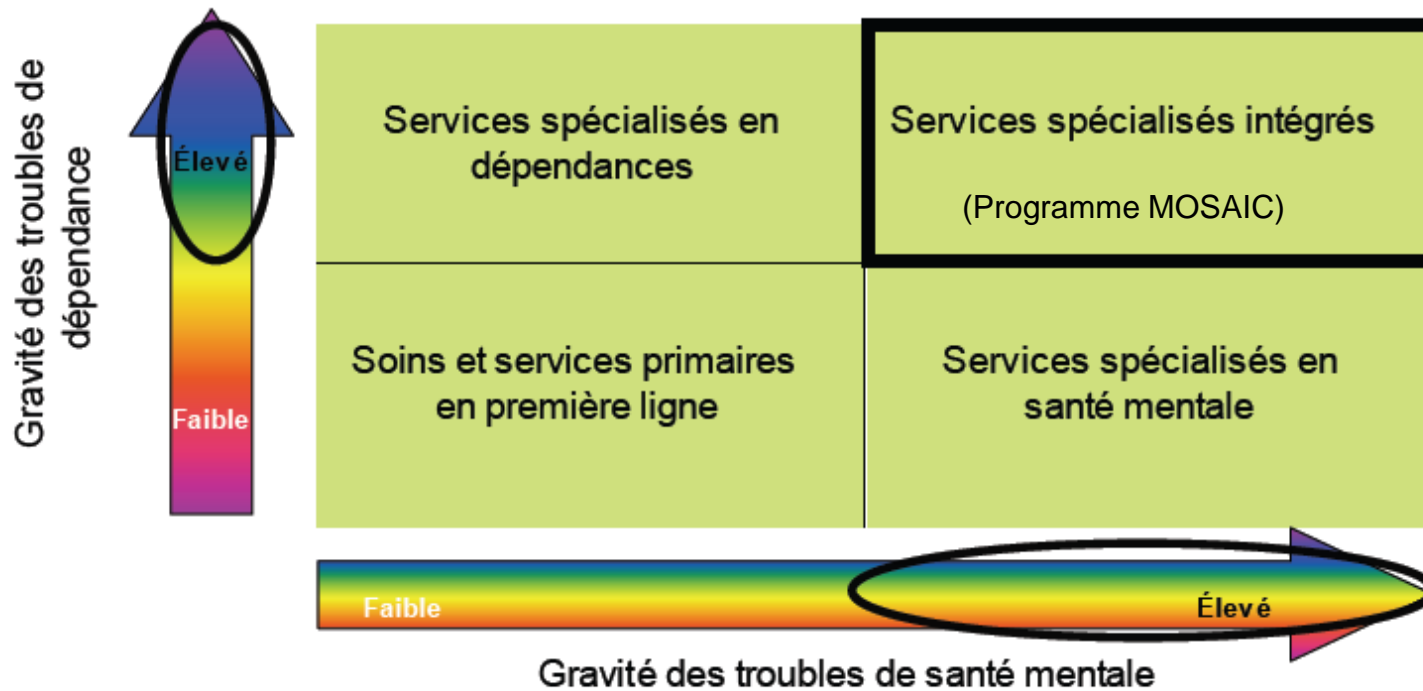 Gravité des troubles de
dépendance
Élevé
Faible
Services spécialisés en
dépendances
Services spécialisés intégrés
(Programme MOSAIC)
Soins et services primaires
en première ligne
Services spécialisés en
santé mentale
Faible
Élevé
Gravité des troubles de santé mentale